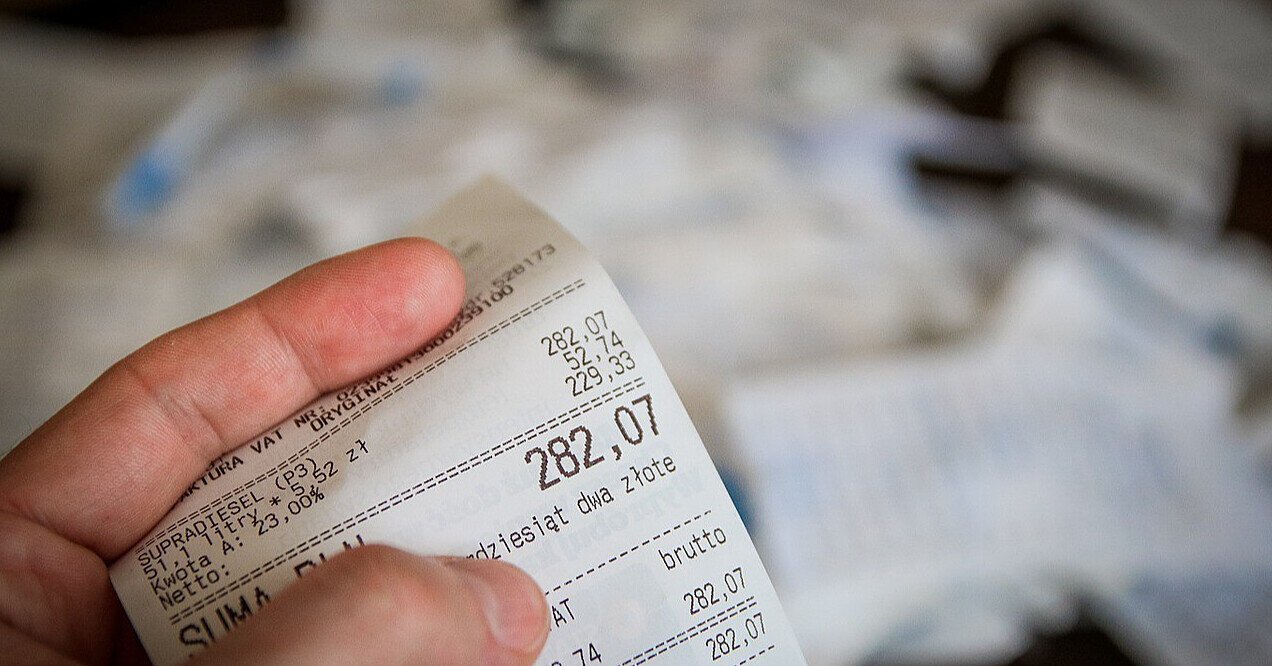 528173
FAKTURA VAT NR.
ORYGINAŁ
SUPRADIESEL (P3)
51,1 litry * 5,52 zł 282,07
Kwota A: 23,00% 52,74
Netto: 229,33
SUMA 282,07
dziesiąt dwa złote
brutto
AT 282,07
74 282,07